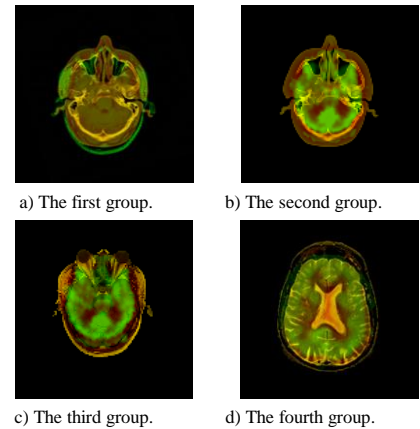 a) The first group.
b) The second group.
c) The third group.
d) The fourth group.